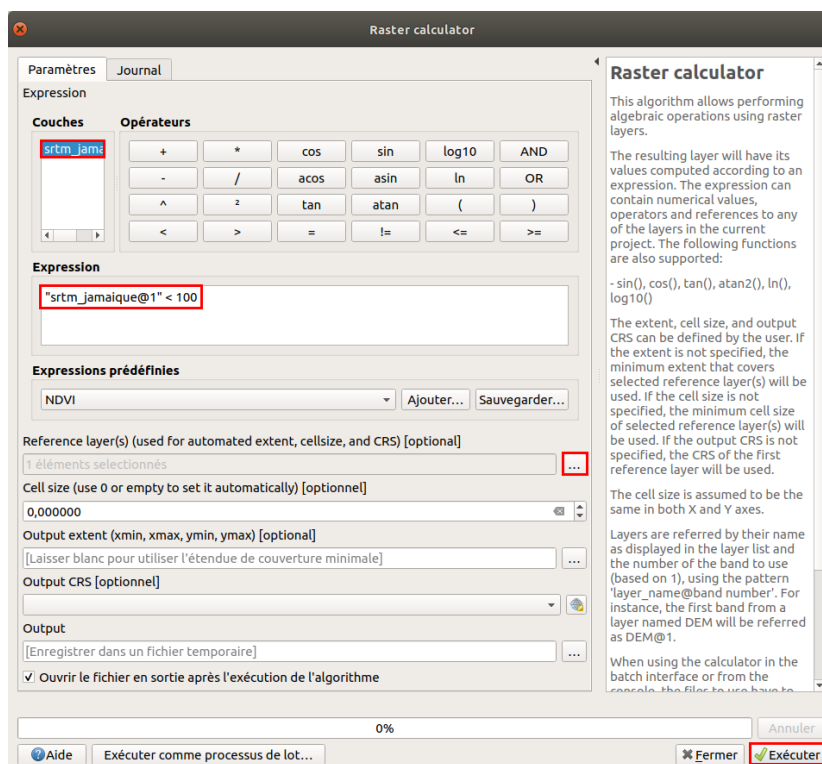 Raster calculator
Paramètres
Journal
Expression
Couches
Opérateurs
srtm_jama
+ * cos sin log10 AND
- / acos asin ln OR
^ ² tan atan ( )
< > = != <= >=
Expression
"srtm_jamaique@1" < 100
Expressions prédéfinies
NDVI
Ajouter...
Sauvegarder...
Reference layer(s) (used for automated extent, cellsize, and CRS) [optional]
1 éléments selectionnés
...
Cell size (use 0 or empty to set it automatically) [optionnel]
0,000000
Output extent (xmin, xmax, ymin, ymax) [optional]
[Laisser blanc pour utiliser l'étendue de couverture minimale]
...
Output CRS [optionnel]
Output
[Enregistrer dans un fichier temporaire]
...
Ouvrir le fichier en sortie après l'exécution de l'algorithme
Raster calculator
This algorithm allows performing
algebraic operations using raster
layers.
The resulting layer will have its
values computed according to an
expression. The expression can
contain numerical values,
operators and references to any
of the layers in the current
project. The following functions
are also supported:
- sin(), cos(), tan(), atan2(), ln(),
log10()
The extent, cell size, and output
CRS can be defined by the user. If
the extent is not specified, the
minimum extent that covers
selected reference layer(s) will be
used. If the cell size is not
specified, the minimum cell size
of selected reference layer(s) will
be used. If the output CRS is not
specified, the CRS of the first
reference layer will be used.
The cell size is assumed to be the
same in both X and Y axes.
Layers are referred by their name
as displayed in the layer list and
the number of the band to use
(based on 1), using the pattern
'layer_name@band number'. For
instance, the first band from a
layer named DEM will be referred
as DEM@1.
When using the calculator in the
batch interface or from the
console, the files to use have to
0%
Annuler
Aide
Exécuter comme processus de lot...
Fermer
Exécuter